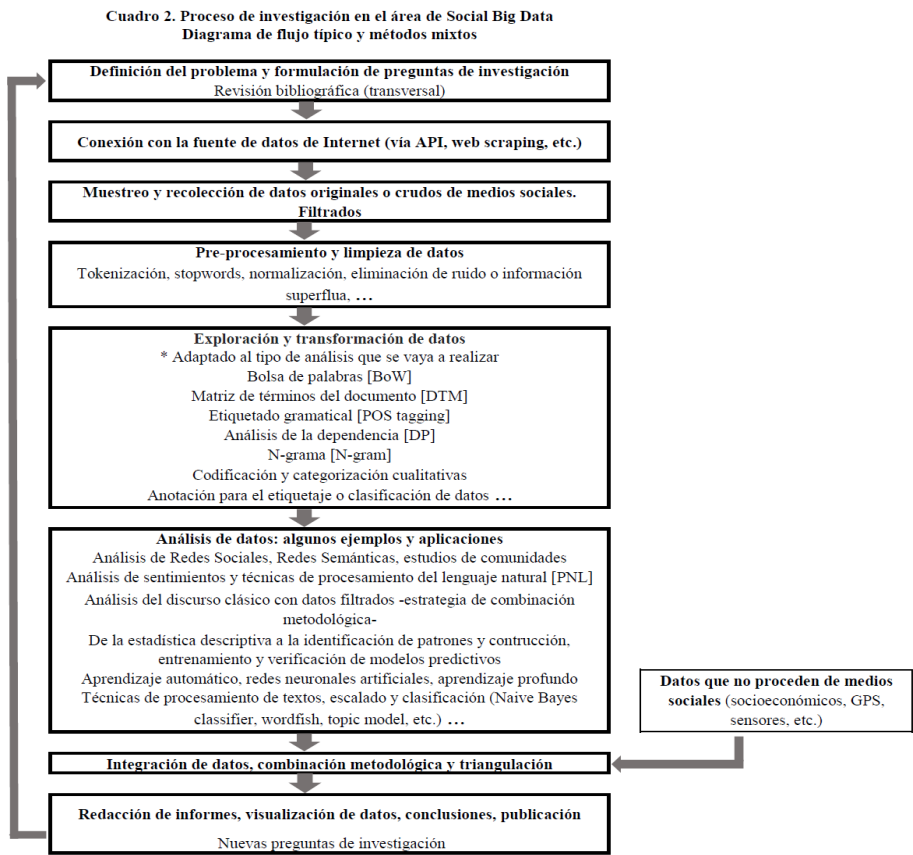 Cuadro 2. Proceso de investigación en el área de Social Big Data
Diagrama de flujo típico y métodos mixtos
Definición del problema y formulación de preguntas de investigación
Revisión bibliográfica (transversal)
Conexión con la fuente de datos de Internet (vía API, web scraping, etc.)
Muestreo y recolección de datos originales o crudos de medios sociales.
Filtrados
Pre-procesamiento y limpieza de datos
Tokenización, stopwords, normalización, eliminación de ruido o información
superflua, ...
Exploración y transformación de datos
* Adaptado al tipo de análisis que se vaya a realizar
Bolsa de palabras [BoW]
Matriz de términos del documento [DTM]
Etiquetado gramatical [POS tagging]
Análisis de la dependencia [DP]
N-grama [N-gram]
Codificación y categorización cualitativas
Anotación para el etiquetaje o clasificación de datos ...
Análisis de datos: algunos ejemplos y aplicaciones
Análisis de Redes Sociales, Redes Semánticas, estudios de comunidades
Análisis de sentimientos y técnicas de procesamiento del lenguaje natural [PNL]
Análisis del discurso clásico con datos filtrados -estrategia de combinación
metodológica-
De la estadística descriptiva a la identificación de patrones y contrucción,
entrenamiento y verificación de modelos predictivos
Aprendizaje automático, redes neuronales artificiales, aprendizaje profundo
Técnicas de procesamiento de textos, escalado y clasificación (Naive Bayes
classifier, wordfish, topic model, etc.) ...
Datos que no proceden de medios
sociales (socioeconómicos, GPS,
sensores, etc.)
Integración de datos, combinación metodológica y triangulación
Redacción de informes, visualización de datos, conclusiones, publicación
Nuevas preguntas de investigación